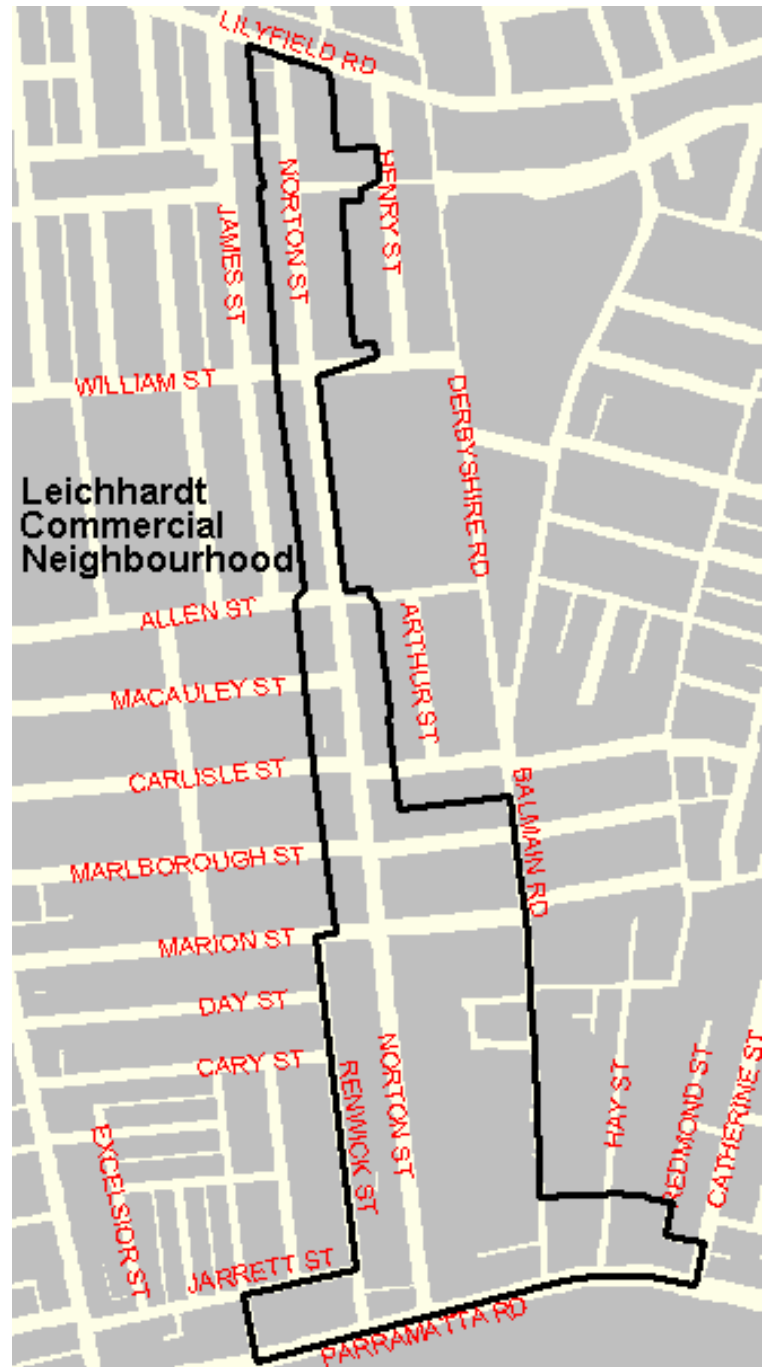 LILYFIELD RD
NORTON ST
HENRY ST
JAMES ST
WILLIAM ST
DERBYSHIRE RD
Leichhardt
Commercial
Neighbourhood
ALLEN ST
ARTHUR ST
MACAULEY ST
CARLISLE ST
BALMAIN RD
MARLBOROUGH ST
MARION ST
DAY ST
CARY ST
RENWICK ST
NORTON ST
HAY ST
REDMOND ST
CATHERINE ST
EXCELSIOR ST
JARRETT ST
PARRAMATTA RD